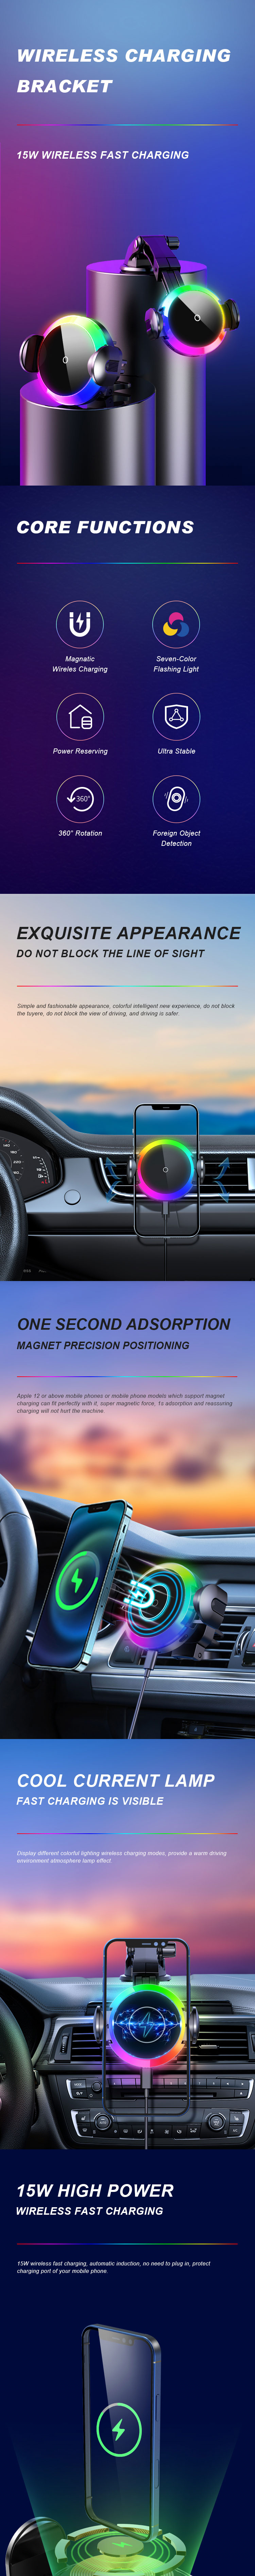 WIRELESS CHARGING
BRACKET
15W WIRELESS FAST CHARGING
CORE FUNCTIONS
Magnatic
Wireles Charging
Seven-Color
Flashing Light
Power Reserving
Ultra Stable
360°
360° Rotation
Foreign Object
Detection
EXQUISITE APPEARANCE
DO NOT BLOCK THE LINE OF SIGHT
Simple and fashionable appearance, colorful intelligent new experience, do not block
the tuyere, do not block the view of driving, and driving is safer.
ONE SECOND ADSORPTION
MAGNET PRECISION POSITIONING
Apple 12 or above mobile phones or mobile phone models which support magnet
charging can fit perfectly with it, super magnetic force, 1s adsorption and reassuring
charging will not hurt the machine.
COOL CURRENT LAMP
FAST CHARGING IS VISIBLE
Display different colorful lighting wireless charging modes, provide a warm driving
environment atmosphere lamp effect.
15W HIGH POWER
WIRELESS FAST CHARGING
15W wireless fast charging, automatic induction, no need to plug in, protect
charging port of your mobile phone.